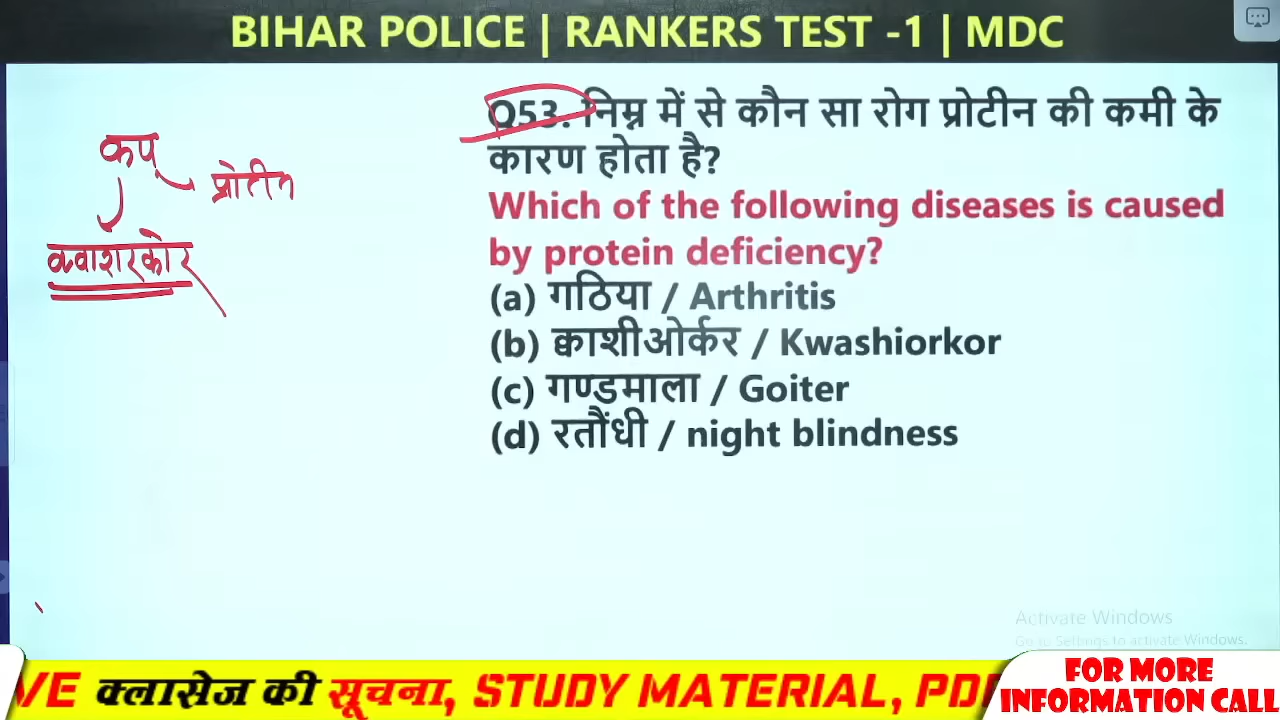 BIHAR POLICE | RANKERS TEST -1 | MDC
कप्
प्रोटीन
क्वाशरकोर
Q53. निम्न में से कौन सा रोग प्रोटीन की कमी के
कारण होता है?
Which of the following diseases is caused
by protein deficiency?
(a) गठिया / Arthritis
(b) क्वाशीओर्कर / Kwashiorkor
(c) गण्डमाला / Goiter
(d) रतौंधी / night blindness
Activate Windows
Go to Settings to activate Windows.
VE क्लासेज की सूचना, STUDY MATERIAL, PD
FOR MORE
INFORMATION CALL